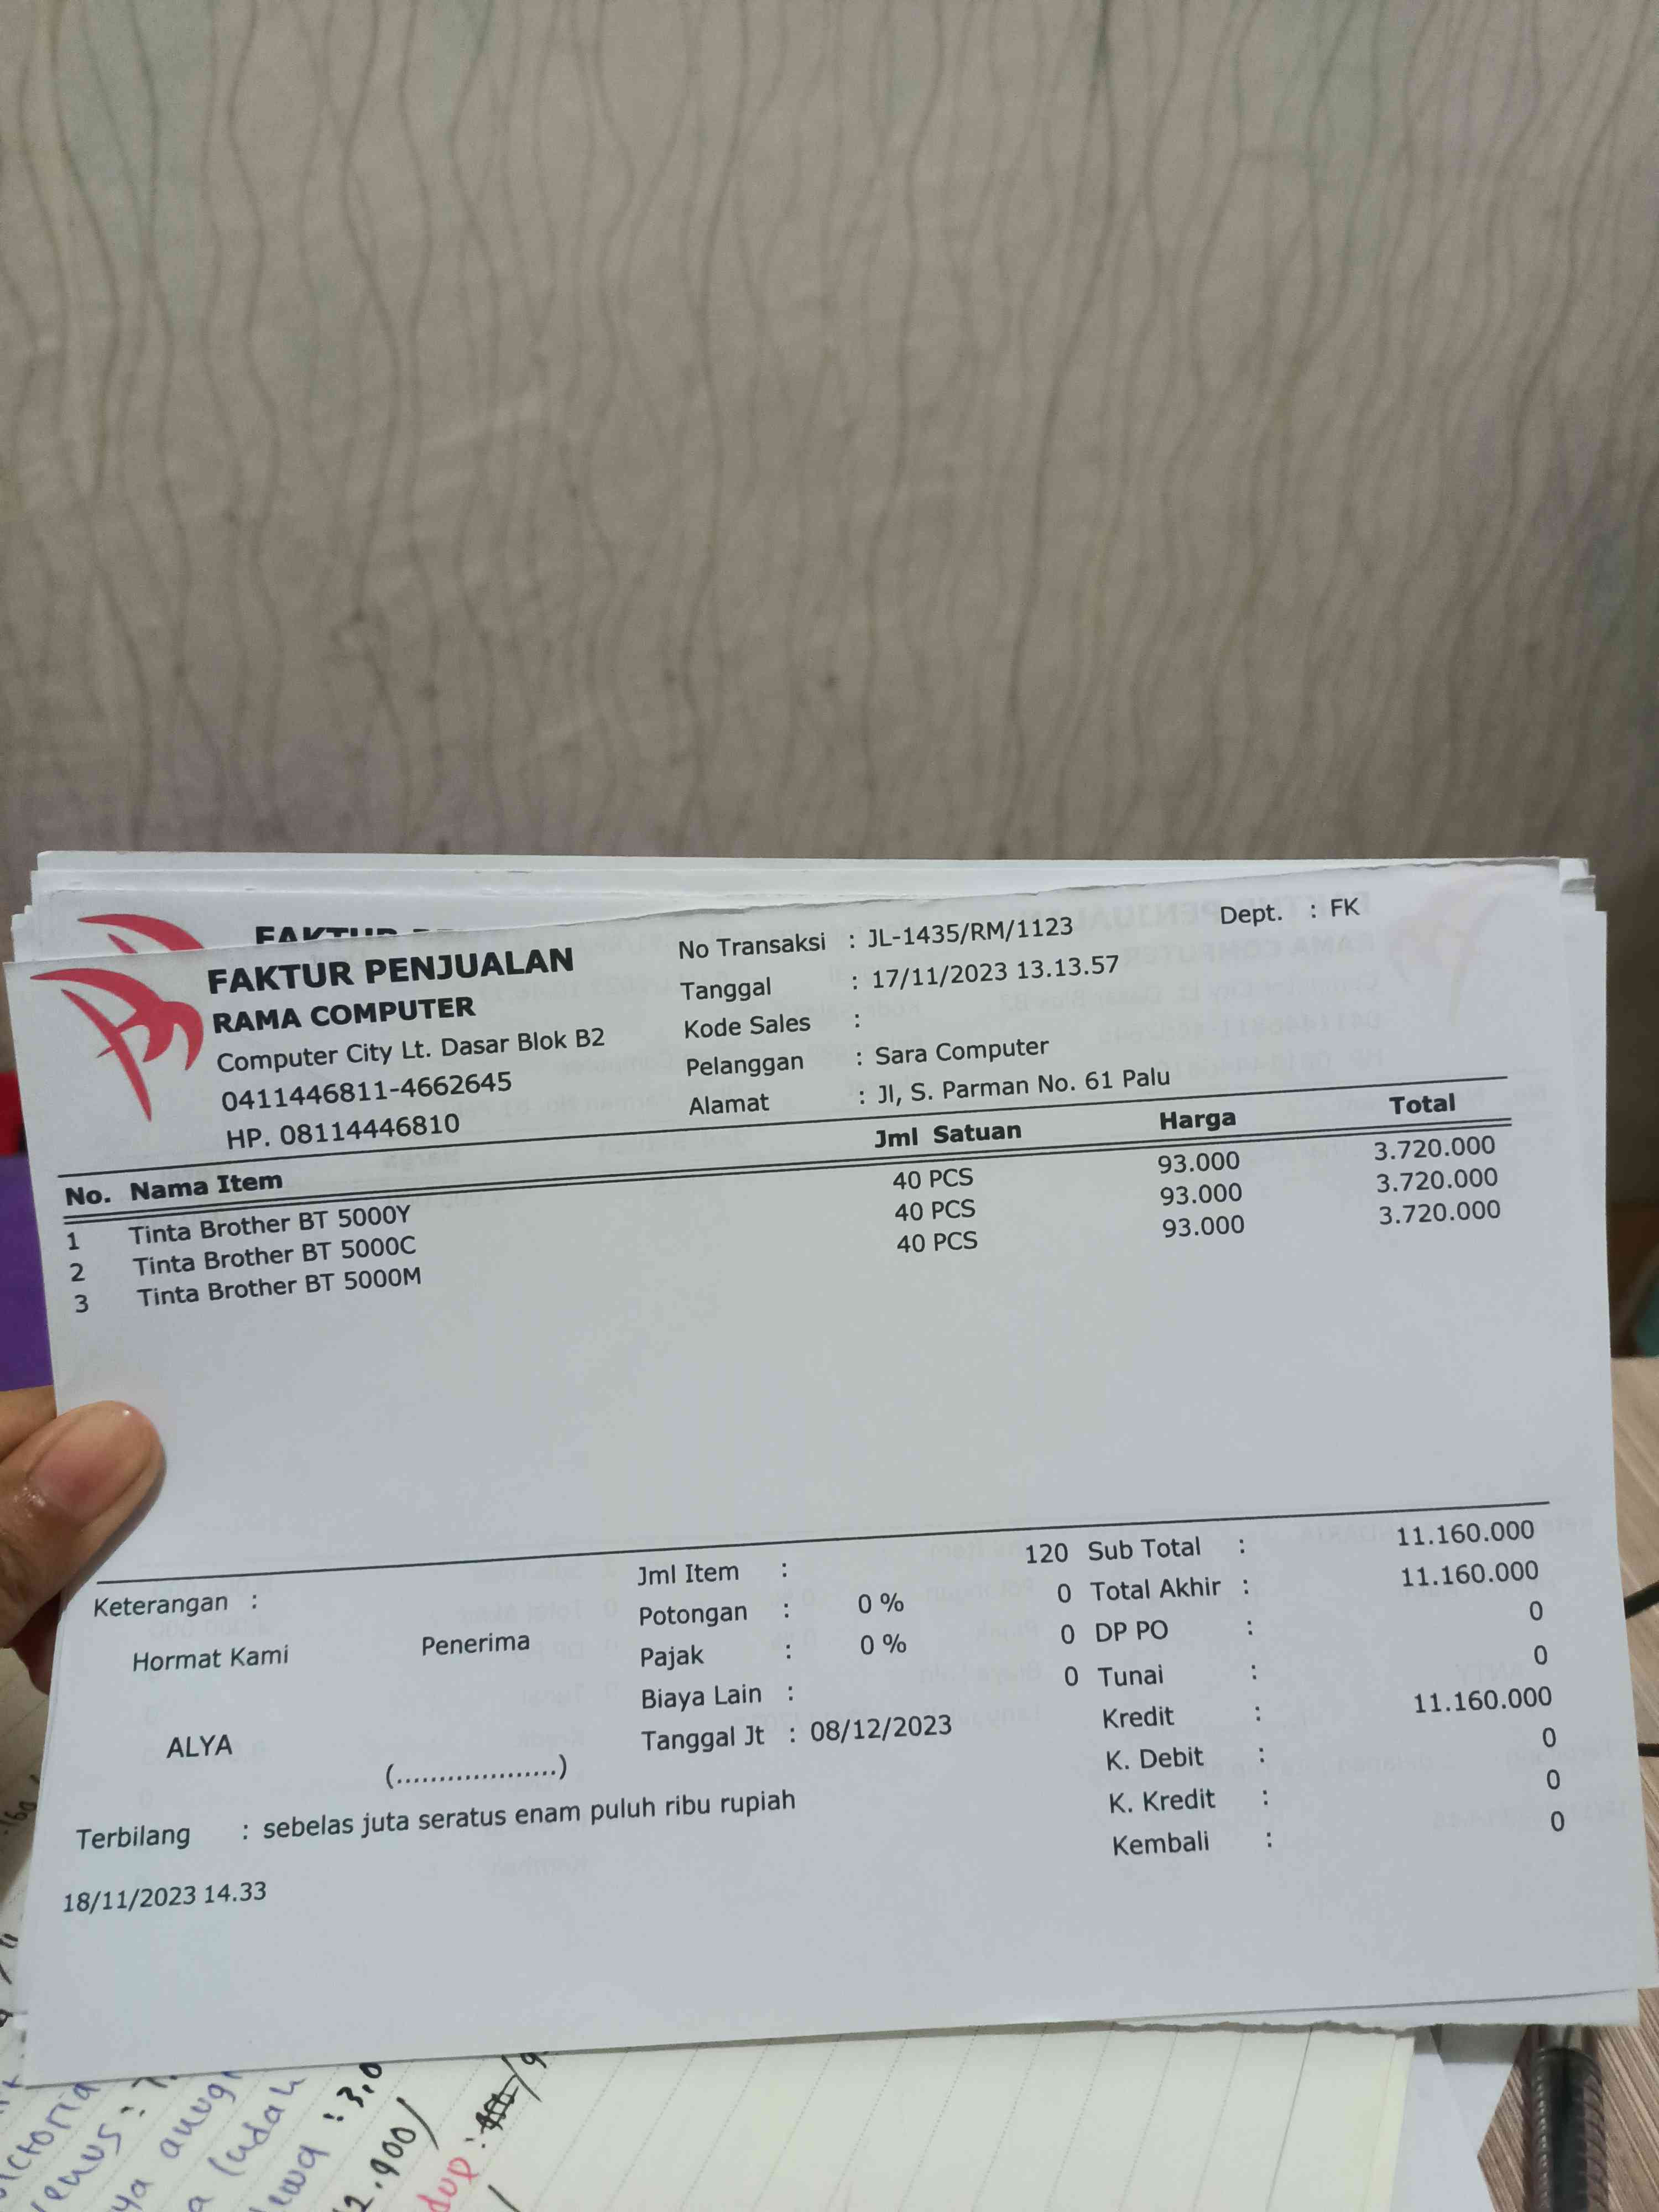 FAKTUR PENJUALAN
RAMA COMPUTER
Computer City Lt. Dasar Blok B2
0411446811-4662645
HP. 08114446810
No Transaksi : JL-1435/RM/1123
Dept. : FK
Tanggal : 17/11/2023 13.13.57
Kode Sales :
Pelanggan : Sara Computer
Alamat : Jl, S. Parman No. 61 Palu
No. Nama Item Jml Satuan Harga Total
1 Tinta Brother BT 5000Y 40 PCS 93.000 3.720.000
2 Tinta Brother BT 5000C 40 PCS 93.000 3.720.000
3 Tinta Brother BT 5000M 40 PCS 93.000 3.720.000
Keterangan :
Hormat Kami Penerima
ALYA
(....................)
Jml Item : 120
Potongan : 0 % 0
Pajak : 0 % 0
Biaya Lain : 0
Tanggal Jt : 08/12/2023
Sub Total : 11.160.000
Total Akhir : 11.160.000
DP PO : 0
Tunai : 0
Kredit : 11.160.000
K. Debit : 0
K. Kredit : 0
Kembali : 0
Terbilang : sebelas juta seratus enam puluh ribu rupiah
18/11/2023 14.33